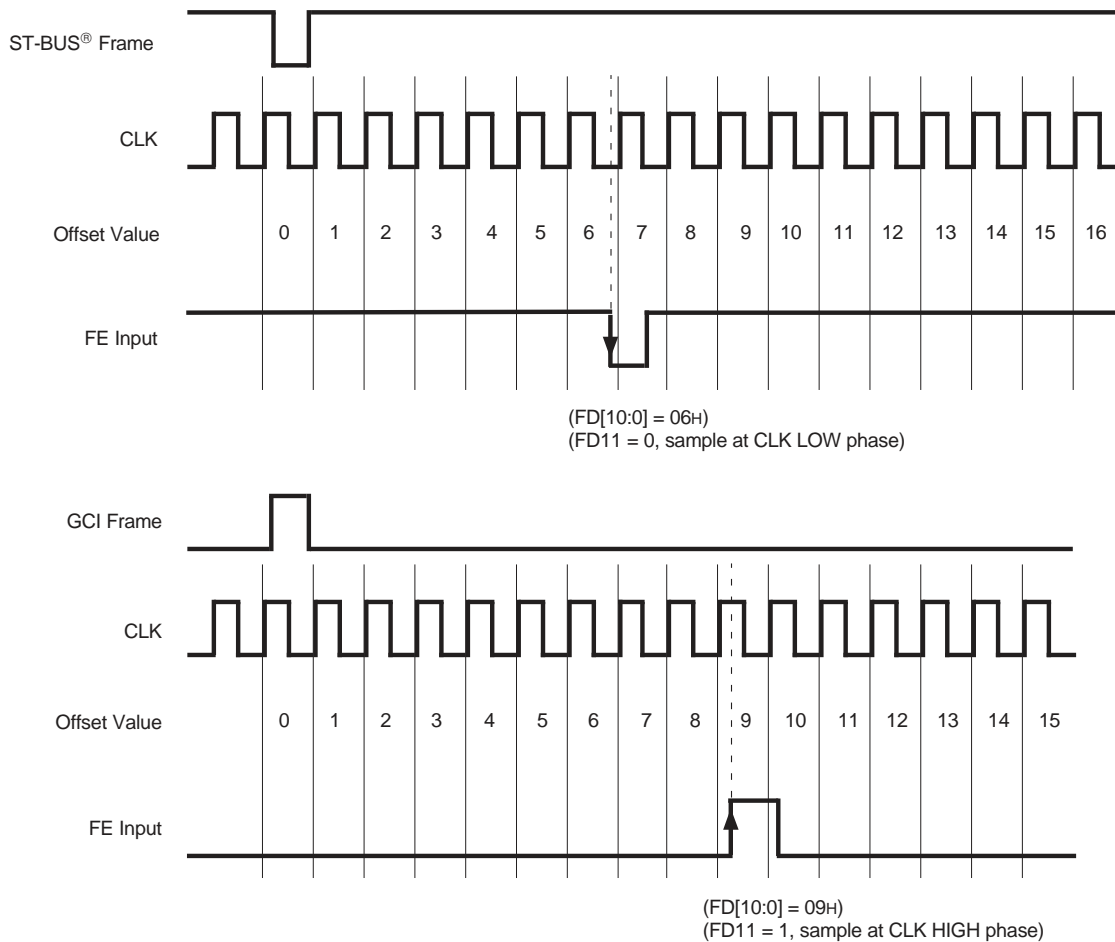 ST-BUS® Frame
CLK
Offset Value
0 1 2 3 4 5 6 7 8 9 10 11 12 13 14 15 16
FE Input
(FD[10:0] = 06H)
(FD11 = 0, sample at CLK LOW phase)
GCI Frame
CLK
Offset Value
0 1 2 3 4 5 6 7 8 9 10 11 12 13 14 15
FE Input
(FD[10:0] = 09H)
(FD11 = 1, sample at CLK HIGH phase)